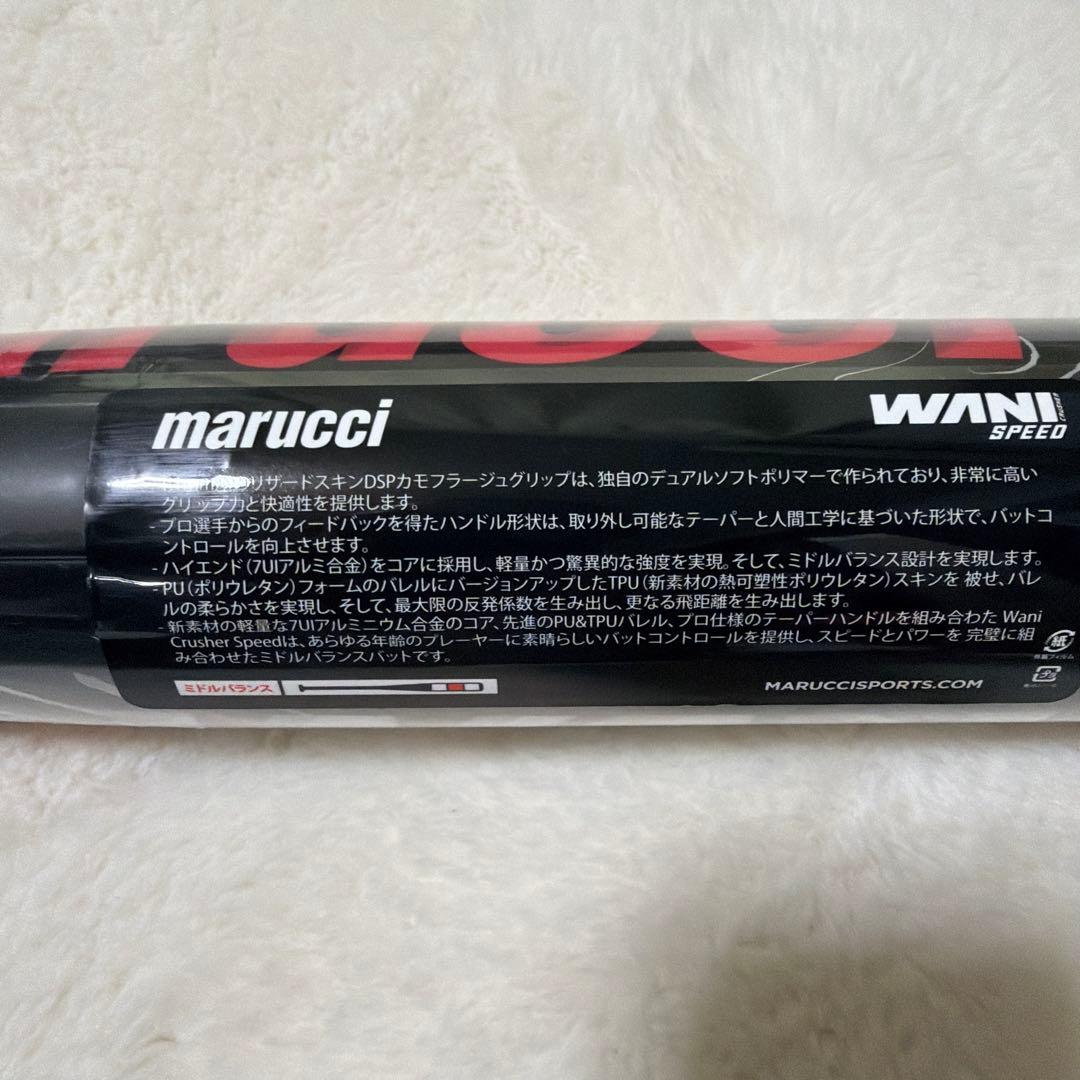 rucci
marucci
WANI
CRUSHER
SPEED
リザードスキンDSPカモフラージュグリップは、独自のデュアルソフトポリマーで作られており、非常に高い
グリップ力と快適性を提供します。
- プロ選手からのフィードバックを得たハンドル形状は、取り外し可能なテーパーと人間工学に基づいた形状で、バットコ
ントロールを向上させます。
- ハイエンド（7UIアルミ合金）をコアに採用し、軽量かつ驚異的な強度を実現。そして、ミドルバランス設計を実現します。
- PU（ポリウレタン）フォームのバレルにバージョンアップしたTPU（新素材の熱可塑性ポリウレタン）スキンを 被せ、バレ
ルの柔らかさを実現し、そして、最大限の反発係数を生み出し、更なる飛距離を生み出します。
- 新素材の軽量な7UIアルミニウム合金のコア、先進のPU&TPUバレル、プロ仕様のテーパーハンドルを組み合わた Wani
Crusher Speedは、あらゆる年齢のプレーヤーに素晴らしいバットコントロールを提供し、スピードとパワーを 完璧に組
み合わせたミドルバランスバットです。
紙
プラ
ミドルバランス
MARUCCISPORTS.COM